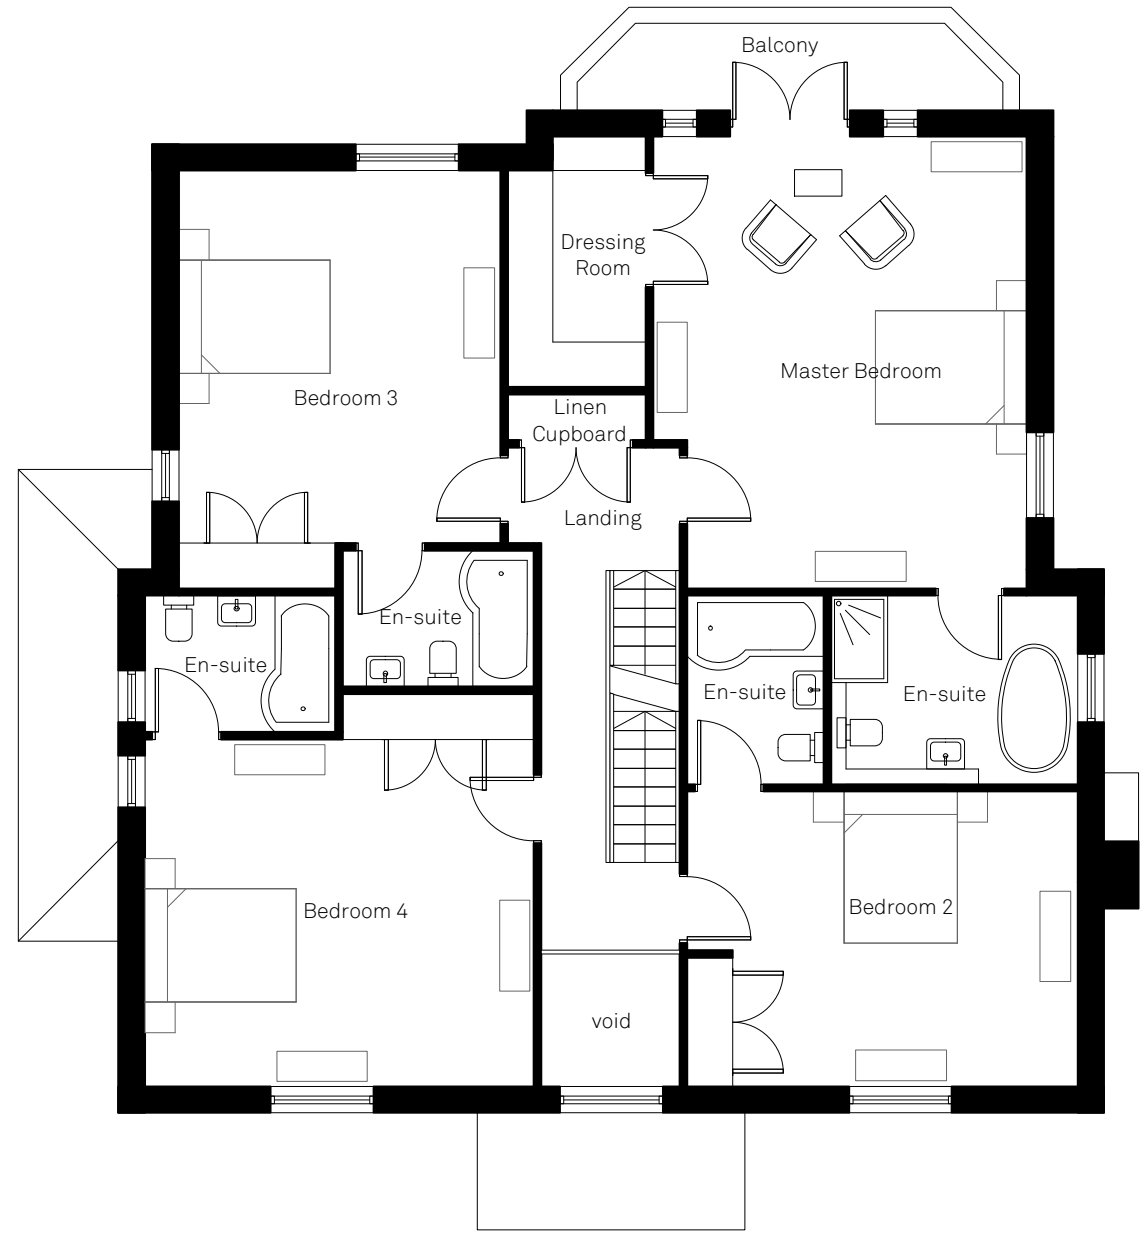 Balcony
Dressing
Room
Master Bedroom
Bedroom 3
Linen
Cupboard
Landing
En-suite
En-suite
En-suite
En-suite
Bedroom 4
Bedroom 2
void